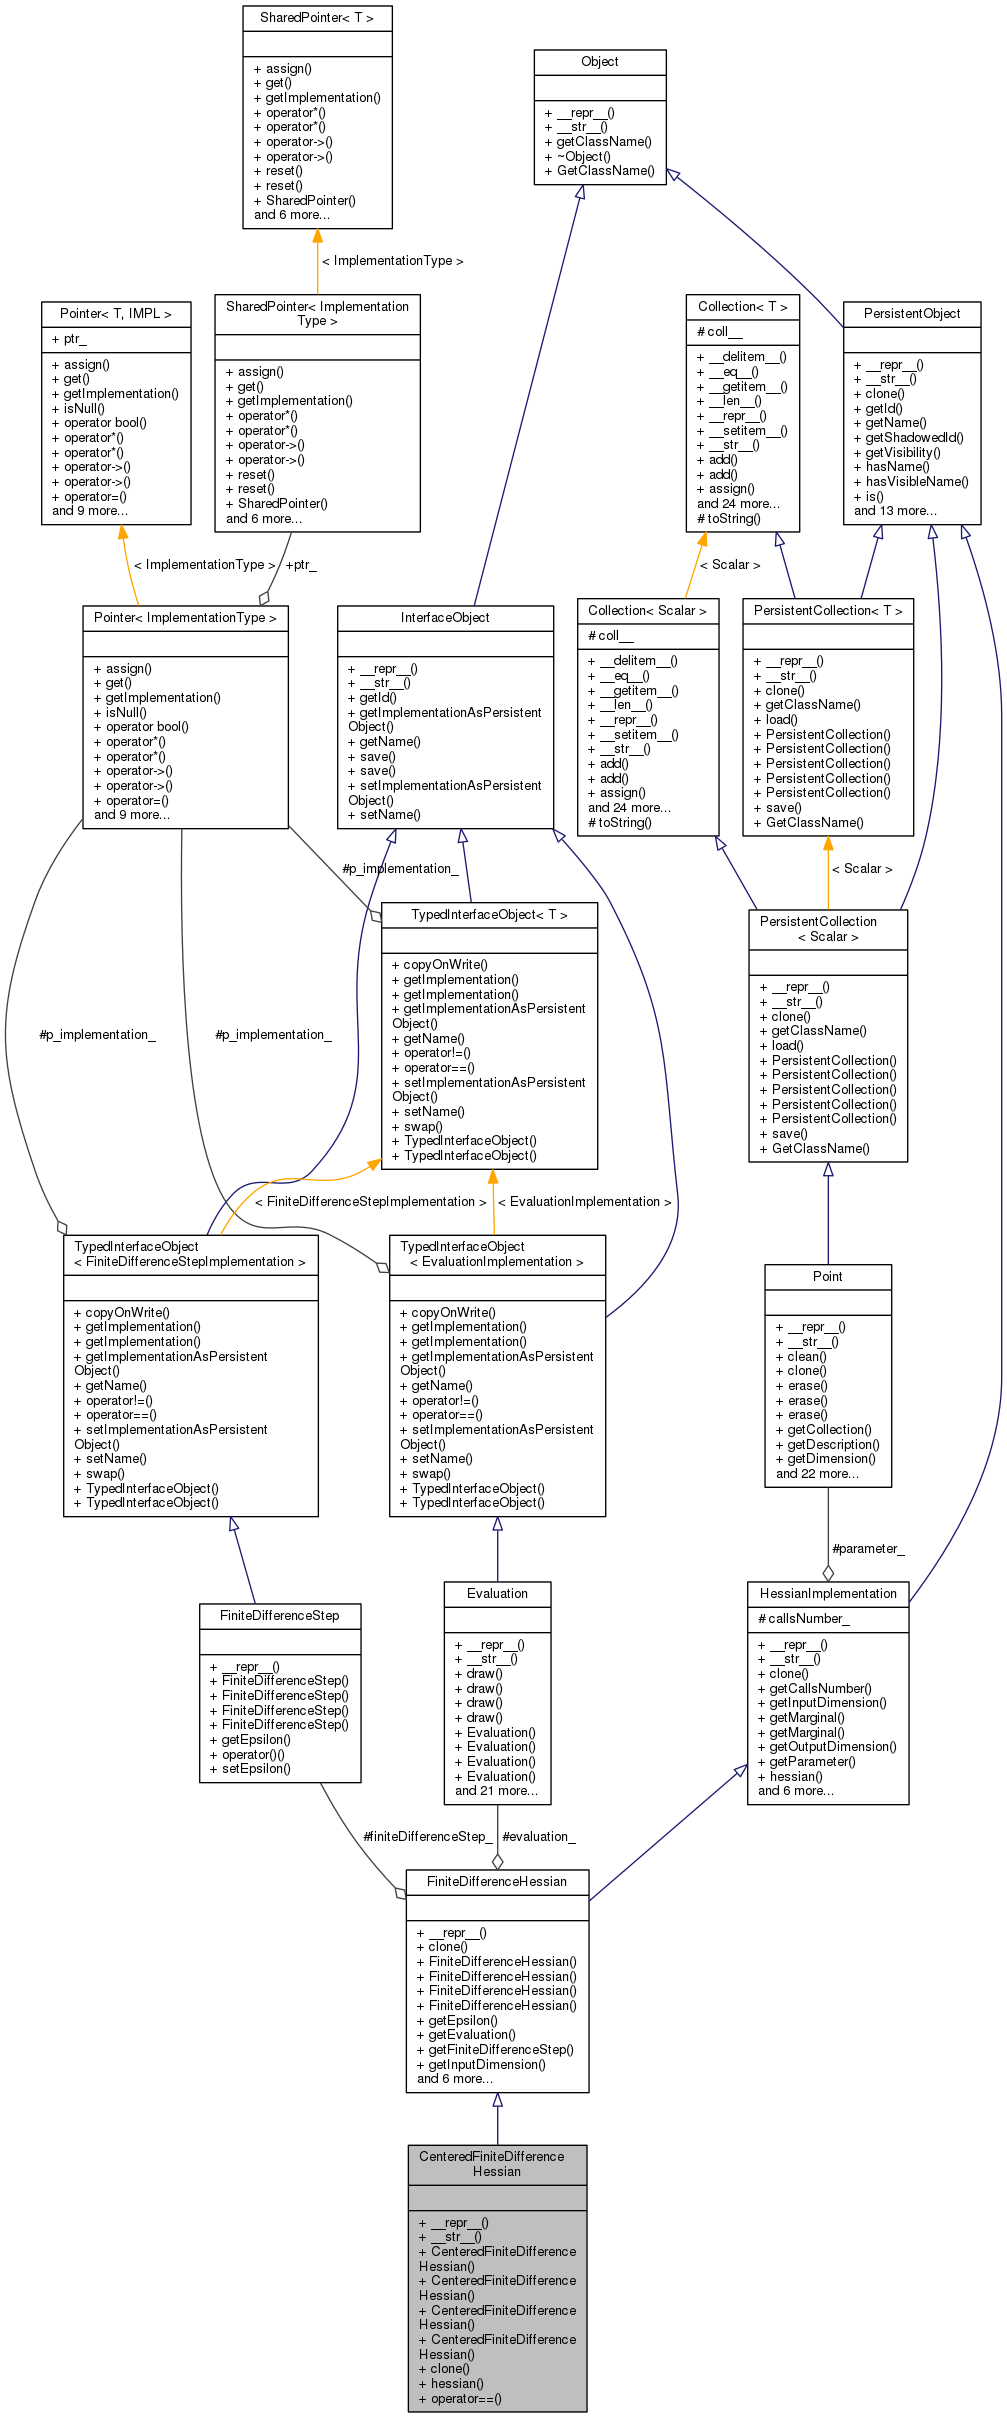 SharedPointer< T >
+ assign()
+ get()
+ getImplementation()
+ operator*()
+ operator*()
+ operator->()
+ operator->()
+ reset()
+ reset()
+ SharedPointer()
and 6 more...
Object
+ __repr__()
+ __str__()
+ getClassName()
+ ~Object()
+ GetClassName()
< ImplementationType >
Pointer< T, IMPL >
+ ptr_
+ assign()
+ get()
+ getImplementation()
+ isNull()
+ operator bool()
+ operator*()
+ operator*()
+ operator->()
+ operator->()
+ operator=()
and 9 more...
SharedPointer< Implementation
Type >
+ assign()
+ get()
+ getImplementation()
+ operator*()
+ operator*()
+ operator->()
+ operator->()
+ reset()
+ reset()
+ SharedPointer()
and 6 more...
Collection< T >
# coll__
+ __delitem__()
+ __eq__()
+ __getitem__()
+ __len__()
+ __repr__()
+ __setitem__()
+ __str__()
+ add()
+ add()
+ assign()
and 24 more...
# toString()
PersistentObject
+ __repr__()
+ __str__()
+ clone()
+ getId()
+ getName()
+ getShadowedId()
+ getVisibility()
+ hasName()
+ hasVisibleName()
+ is()
and 13 more...
< ImplementationType >
+ptr_
< Scalar >
Pointer< ImplementationType >
+ assign()
+ get()
+ getImplementation()
+ isNull()
+ operator bool()
+ operator*()
+ operator*()
+ operator->()
+ operator->()
+ operator=()
and 9 more...
InterfaceObject
+ __repr__()
+ __str__()
+ getId()
+ getImplementationAsPersistent
Object()
+ getName()
+ save()
+ save()
+ setImplementationAsPersistent
Object()
+ setName()
Collection< Scalar >
# coll__
+ __delitem__()
+ __eq__()
+ __getitem__()
+ __len__()
+ __repr__()
+ __setitem__()
+ __str__()
+ add()
+ add()
+ assign()
and 24 more...
# toString()
PersistentCollection< T >
+ __repr__()
+ __str__()
+ clone()
+ getClassName()
+ load()
+ PersistentCollection()
+ PersistentCollection()
+ PersistentCollection()
+ PersistentCollection()
+ PersistentCollection()
+ save()
+ GetClassName()
#p_implementation_
< Scalar >
TypedInterfaceObject< T >
+ copyOnWrite()
+ getImplementation()
+ getImplementation()
+ getImplementationAsPersistent
Object()
+ getName()
+ operator!=()
+ operator==()
+ setImplementationAsPersistent
Object()
+ setName()
+ swap()
+ TypedInterfaceObject()
+ TypedInterfaceObject()
PersistentCollection
< Scalar >
+ __repr__()
+ __str__()
+ clone()
+ getClassName()
+ load()
+ PersistentCollection()
+ PersistentCollection()
+ PersistentCollection()
+ PersistentCollection()
+ PersistentCollection()
+ save()
+ GetClassName()
#p_implementation_
#p_implementation_
< FiniteDifferenceStepImplementation >
< EvaluationImplementation >
TypedInterfaceObject
< FiniteDifferenceStepImplementation >
+ copyOnWrite()
+ getImplementation()
+ getImplementation()
+ getImplementationAsPersistent
Object()
+ getName()
+ operator!=()
+ operator==()
+ setImplementationAsPersistent
Object()
+ setName()
+ swap()
+ TypedInterfaceObject()
+ TypedInterfaceObject()
TypedInterfaceObject
< EvaluationImplementation >
+ copyOnWrite()
+ getImplementation()
+ getImplementation()
+ getImplementationAsPersistent
Object()
+ getName()
+ operator!=()
+ operator==()
+ setImplementationAsPersistent
Object()
+ setName()
+ swap()
+ TypedInterfaceObject()
+ TypedInterfaceObject()
Point
+ __repr__()
+ __str__()
+ clean()
+ clone()
+ erase()
+ erase()
+ erase()
+ getCollection()
+ getDescription()
+ getDimension()
and 22 more...
#parameter_
FiniteDifferenceStep
+ __repr__()
+ FiniteDifferenceStep()
+ FiniteDifferenceStep()
+ FiniteDifferenceStep()
+ FiniteDifferenceStep()
+ getEpsilon()
+ operator()()
+ setEpsilon()
Evaluation
+ __repr__()
+ __str__()
+ draw()
+ draw()
+ draw()
+ draw()
+ Evaluation()
+ Evaluation()
+ Evaluation()
+ Evaluation()
and 21 more...
HessianImplementation
# callsNumber_
+ __repr__()
+ __str__()
+ clone()
+ getCallsNumber()
+ getInputDimension()
+ getMarginal()
+ getMarginal()
+ getOutputDimension()
+ getParameter()
+ hessian()
and 6 more...
#finiteDifferenceStep_
#evaluation_
FiniteDifferenceHessian
+ __repr__()
+ clone()
+ FiniteDifferenceHessian()
+ FiniteDifferenceHessian()
+ FiniteDifferenceHessian()
+ FiniteDifferenceHessian()
+ getEpsilon()
+ getEvaluation()
+ getFiniteDifferenceStep()
+ getInputDimension()
and 6 more...
CenteredFiniteDifference
Hessian
+ __repr__()
+ __str__()
+ CenteredFiniteDifference
Hessian()
+ CenteredFiniteDifference
Hessian()
+ CenteredFiniteDifference
Hessian()
+ CenteredFiniteDifference
Hessian()
+ clone()
+ hessian()
+ operator==()